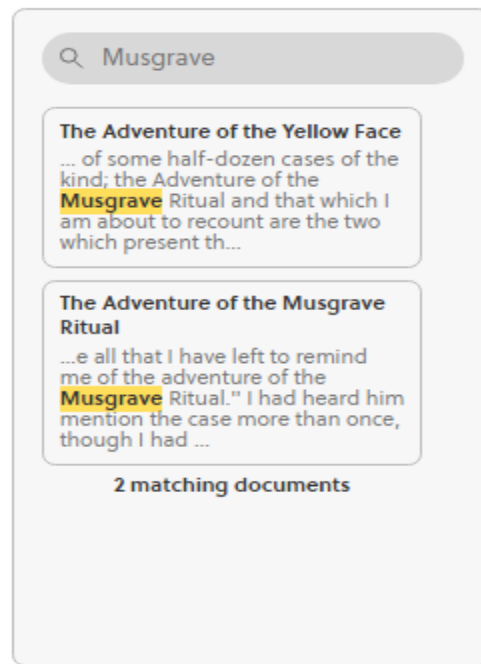 Musgrave
The Adventure of the Yellow Face
... of some half-dozen cases of the
kind; the Adventure of the
Musgrave Ritual and that which I
am about to recount are the two
which present th...
The Adventure of the Musgrave
Ritual
...e all that I have left to remind
me of the adventure of the
Musgrave Ritual." I had heard him
mention the case more than once,
though I had ...
2 matching documents